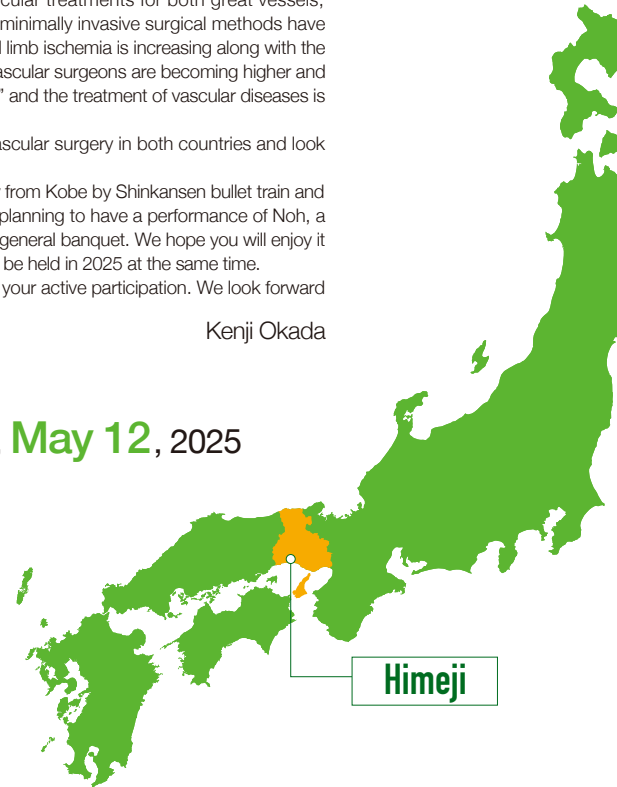 cular treatments for both great vessels,
minimally invasive surgical methods have
limb ischemia is increasing along with the
ascular surgeons are becoming higher and
" and the treatment of vascular diseases is
ascular surgery in both countries and look
from Kobe by Shinkansen bullet train and
planning to have a performance of Noh, a
general banquet. We hope you will enjoy it
be held in 2025 at the same time.
your active participation. We look forward
Kenji Okada
May 12, 2025
Himeji